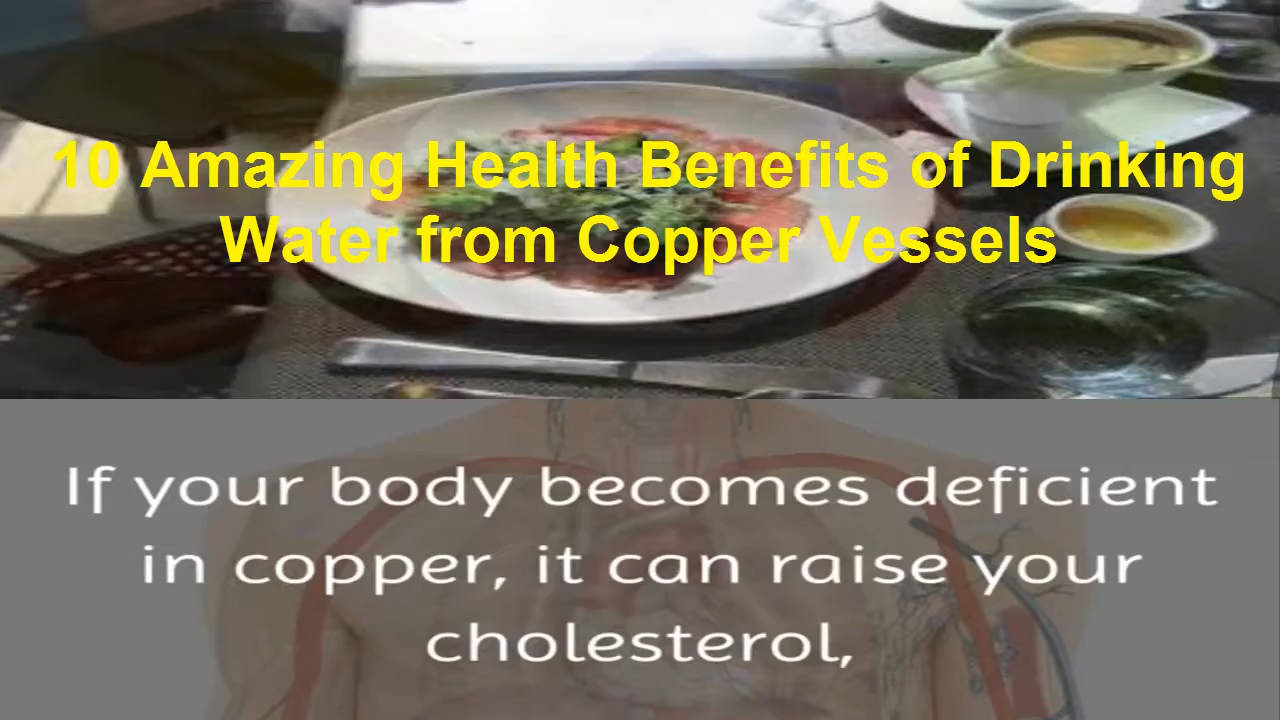 10 Amazing Health Benefits of Drinking
Water from Copper Vessels
If your body becomes deficient
in copper, it can raise your
cholesterol,